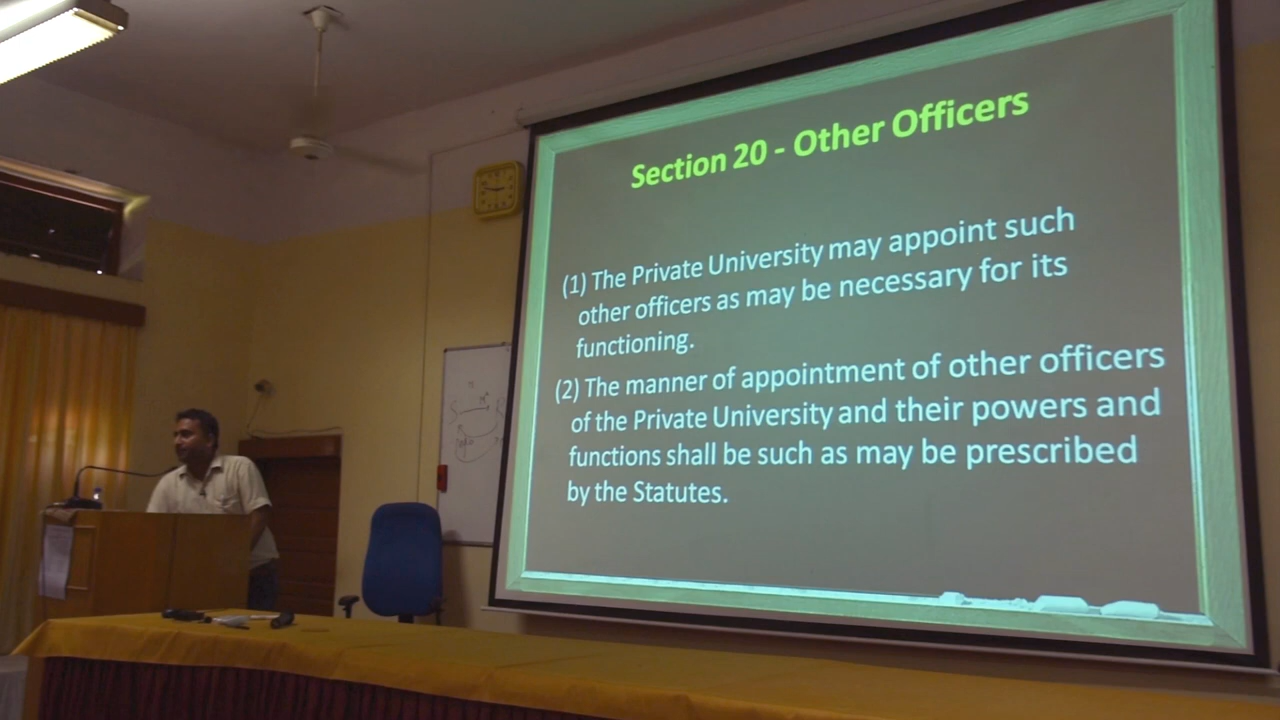 Section 20 - Other Officers
(1) The Private University may appoint such
other officers as may be necessary for its
functioning.
(2) The manner of appointment of other officers
of the Private University and their powers and
functions shall be such as may be prescribed
by the Statutes.